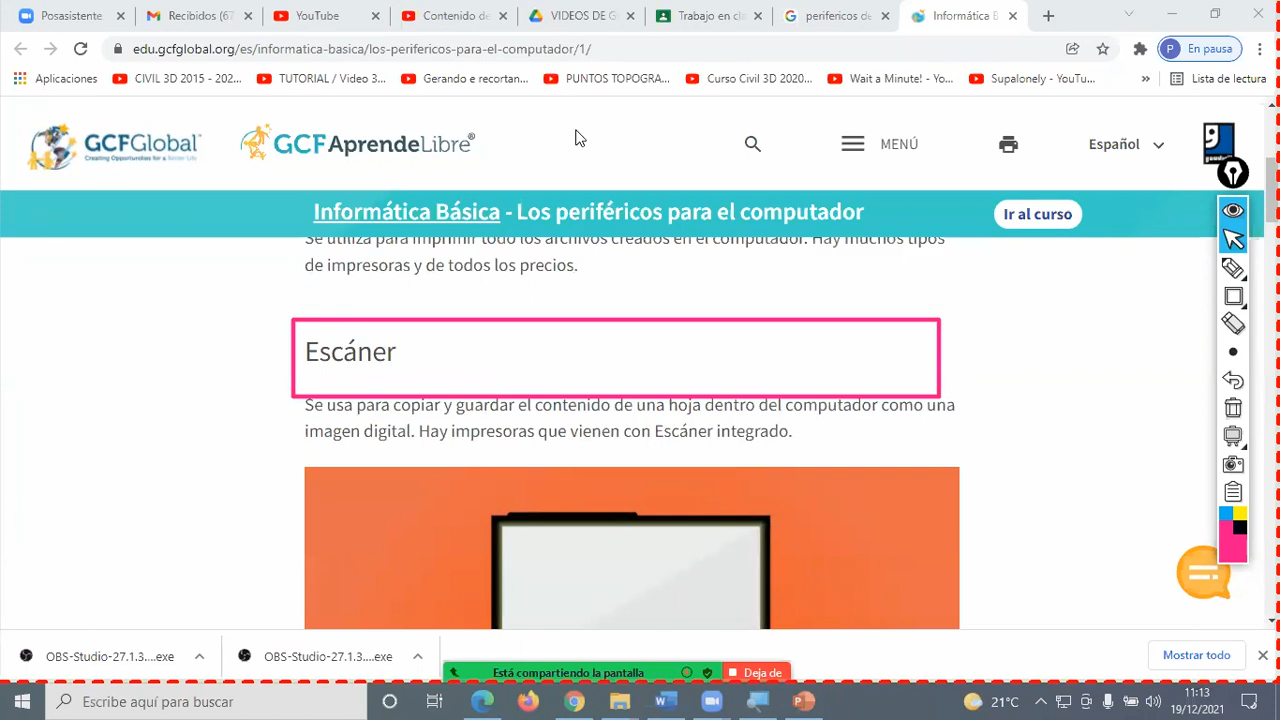 Posasistente
Recibidos (67
YouTube
Contenido de
VIDEOS DE G
Trabajo en cla
perifericos de
Informática B
edu.gcfglobal.org/es/informatica-basica/los-perifericos-para-el-computador/1/
P En pausa
Aplicaciones
CIVIL 3D 2015 - 202...
TUTORIAL / Video 3...
Gerando e recortan...
PUNTOS TOPOGRA...
Curso Civil 3D 2020...
Wait a Minute! - Yo...
Supalonely - YouTu...
»
Lista de lectura
GCFGlobal
Creating Opportunities for a Better Life
GCFAprendeLibre®
MENÚ
Español
Informática Básica - Los periféricos para el computador
Ir al curso
Se utiliza para imprimir todo los archivos creados en el computador. Hay muchos tipos
de impresoras y de todos los precios.
Escáner
Se usa para copiar y guardar el contenido de una hoja dentro del computador como una
imagen digital. Hay impresoras que vienen con Escáner integrado.
OBS-Studio-27.1.3....exe
OBS-Studio-27.1.3....exe
Mostrar todo
Está compartiendo la pantalla
Deja de
Escribe aquí para buscar
21°C
11:13
19/12/2021